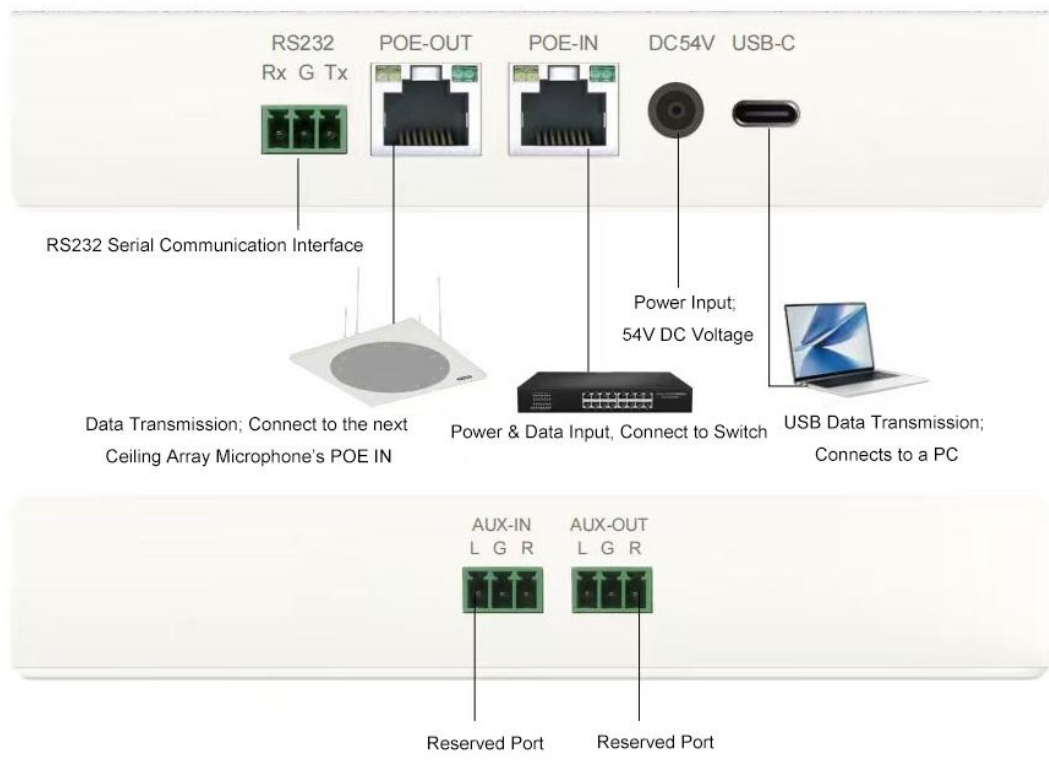 RS232 POE-OUT POE-IN DC54V USB-C
Rx G Tx
RS232 Serial Communication Interface
Power Input;
54V DC Voltage
Data Transmission; Connect to the next
Ceiling Array Microphone's POE IN
Power & Data Input, Connect to Switch
USB Data Transmission;
Connects to a PC
AUX-IN AUX-OUT
L G R L G R
Reserved Port Reserved Port